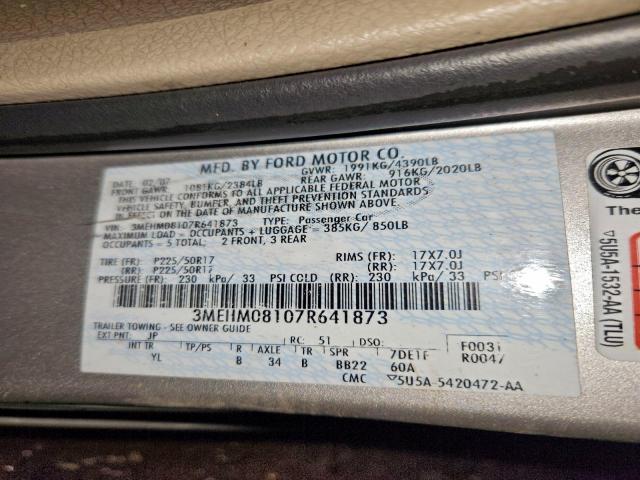 MFD. BY FORD MOTOR CO.
DATE: 02/07 GVWR: 1991KG/4390LB
FRONT GAWR: 1081KG/2384LB REAR GAWR: 916KG/2020LB
THIS VEHICLE CONFORMS TO ALL APPLICABLE FEDERAL MOTOR
VEHICLE SAFETY, BUMPER, AND THEFT PREVENTION STANDARDS
IN EFFECT ON THE DATE OF MANUFACTURE SHOWN ABOVE.
VIN: 3MEHM08107R641873 TYPE: Passenger Car
MAXIMUM LOAD = OCCUPANTS + LUGGAGE = 385KG/850LB
OCCUPANTS = 5 TOTAL: 2 FRONT, 3 REAR
TIRE (FR): P225/50R17 RIMS (FR): 17X7.0J
(RR): P225/50R17 (RR): 17X7.0J
PRESSURE (FR): 230 kPa/ 33 PSI COLD (RR): 230 kPa/ 33 PSI
3MEHM08107R641873
TRAILER TOWING - SEE OWNER GUIDE
EXT PNT: JP RC: 51 DSO: F0031
INT TR TP/PS R AXLE TR SPR 7DE1F R0047
YL B 34 B BB22 60A
CMC 5U5A-5420472-AA
5U5A-1532-AA (TLU)